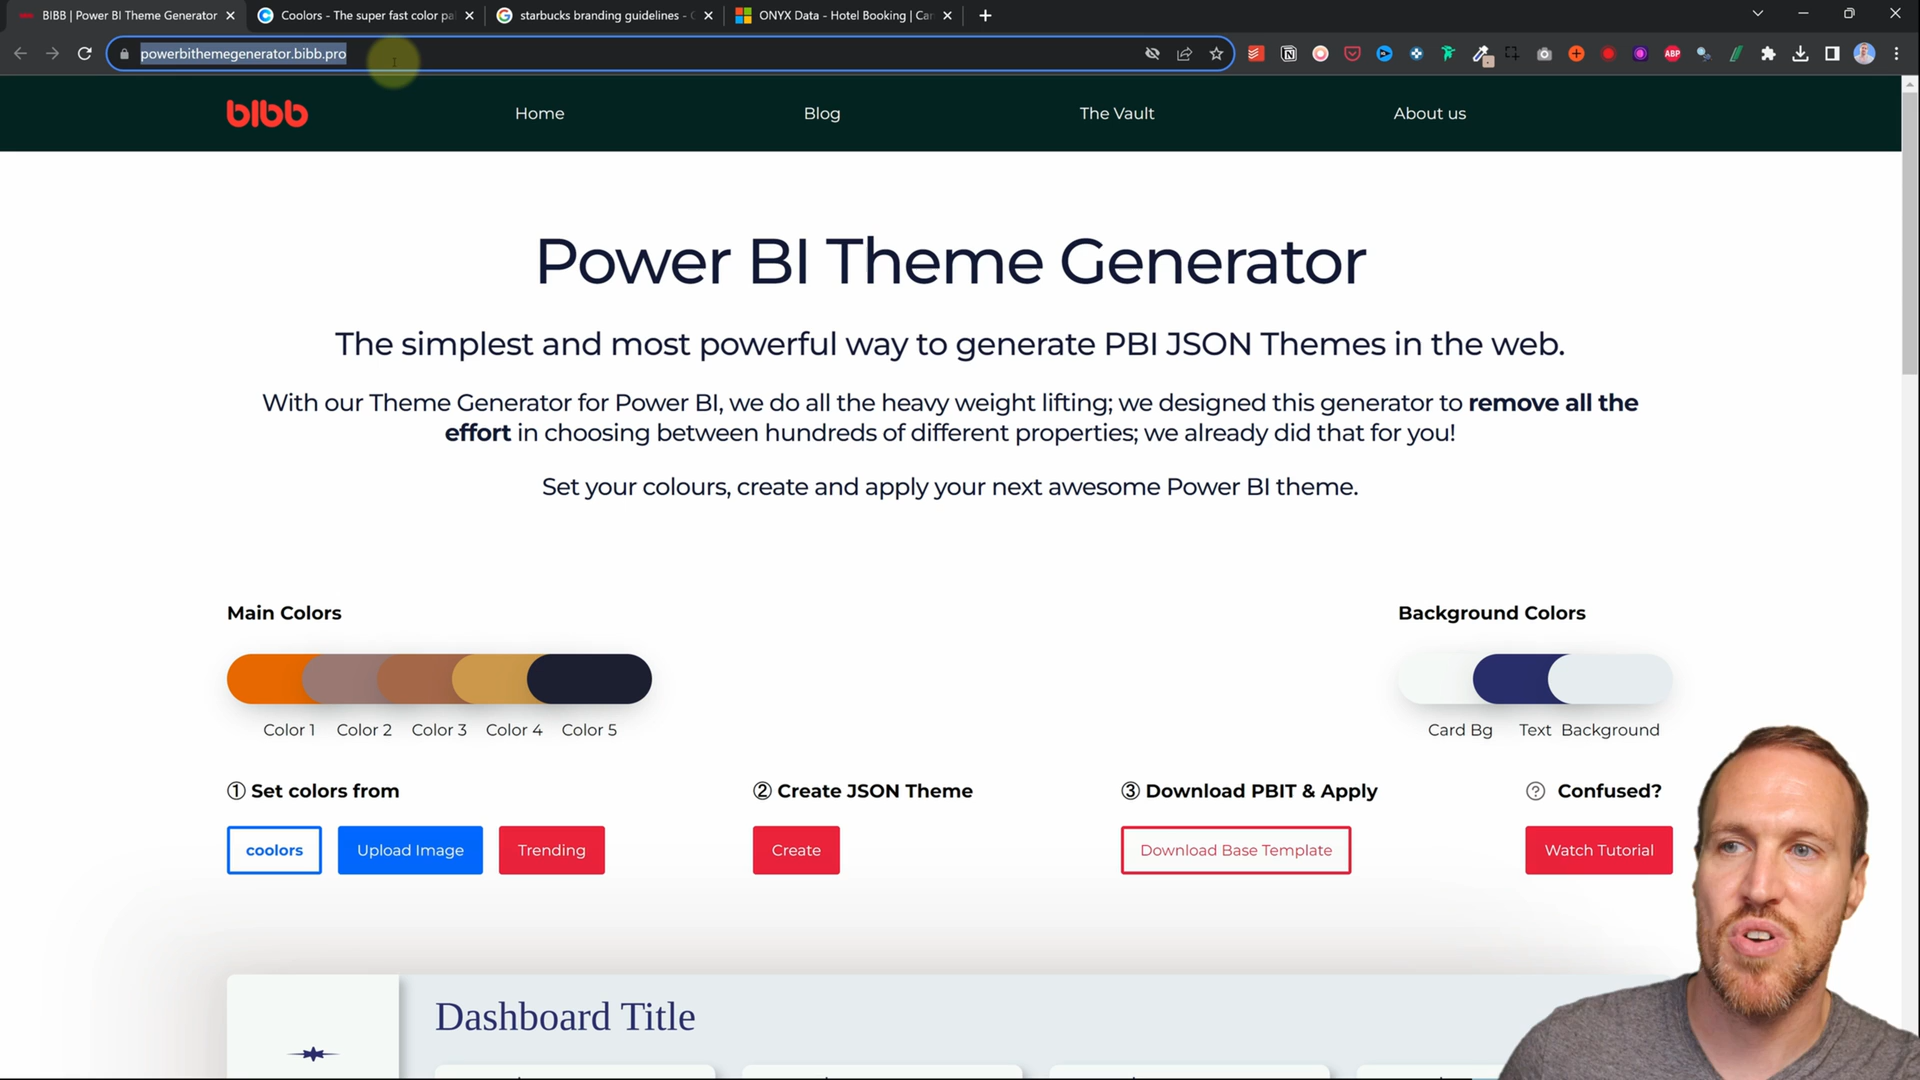 BIBB | Power BI Theme Generator
Coolors - The super fast color pa
starbucks branding guidelines -
ONYX Data - Hotel Booking | Ca
powerbithemegenerator.bibb.pro
ABP
bibb
Home
Blog
The Vault
About us
Power BI Theme Generator
The simplest and most powerful way to generate PBI JSON Themes in the web.
With our Theme Generator for Power BI, we do all the heavy weight lifting; we designed this generator to remove all the
effort in choosing between hundreds of different properties; we already did that for you!
Set your colours, create and apply your next awesome Power BI theme.
Main Colors
Background Colors
Color 1
Color 2
Color 3
Color 4
Color 5
Card Bg
Text
Background
① Set colors from
② Create JSON Theme
③ Download PBIT & Apply
? Confused?
coolors
Upload Image
Trending
Create
Download Base Template
Watch Tutorial
Dashboard Title